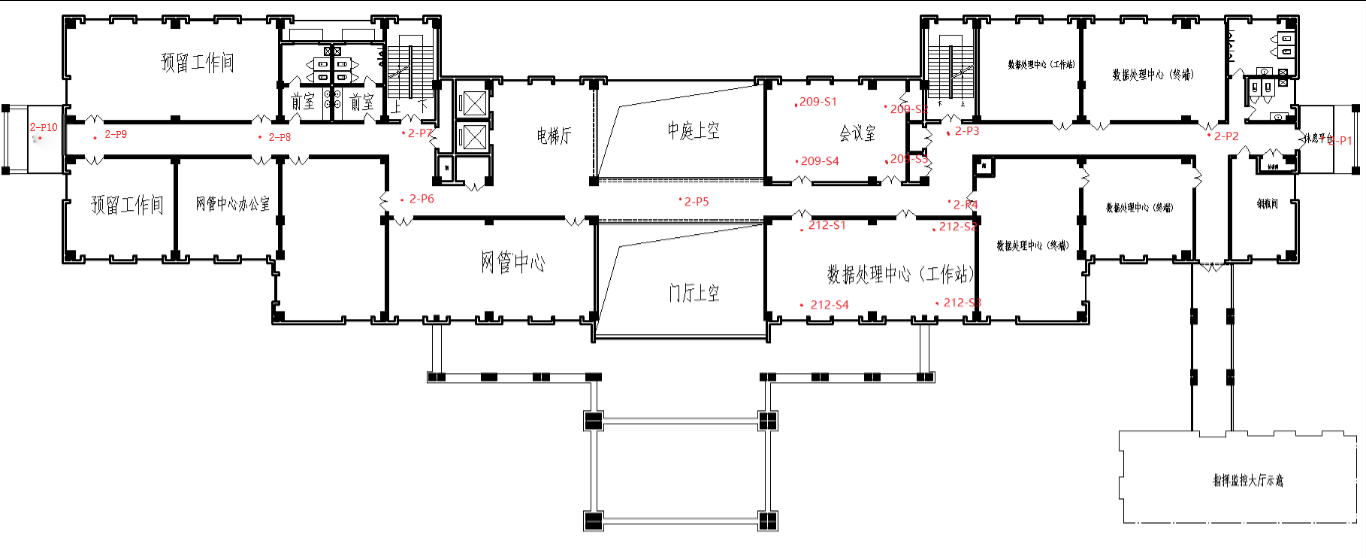 预留工作间
前室
前室
上
下
电梯厅
中庭上空
209-S1
209-S2
会议室
209-S4
209-S3
下
上
数据处理中心（工作站）
数据处理中心（终端）
2-P10
2-P9
2-P8
2-P7
2-P3
2-P2
休息平台
2-P1
预留工作间
网管中心办公室
2-P6
2-P5
2-P4
数据处理中心（终端）
钢瓶间
212-S1
212-S2
数据处理中心（终端）
网管中心
数据处理中心（工作站）
门厅上空
212-S4
212-S3
指挥监控大厅示意